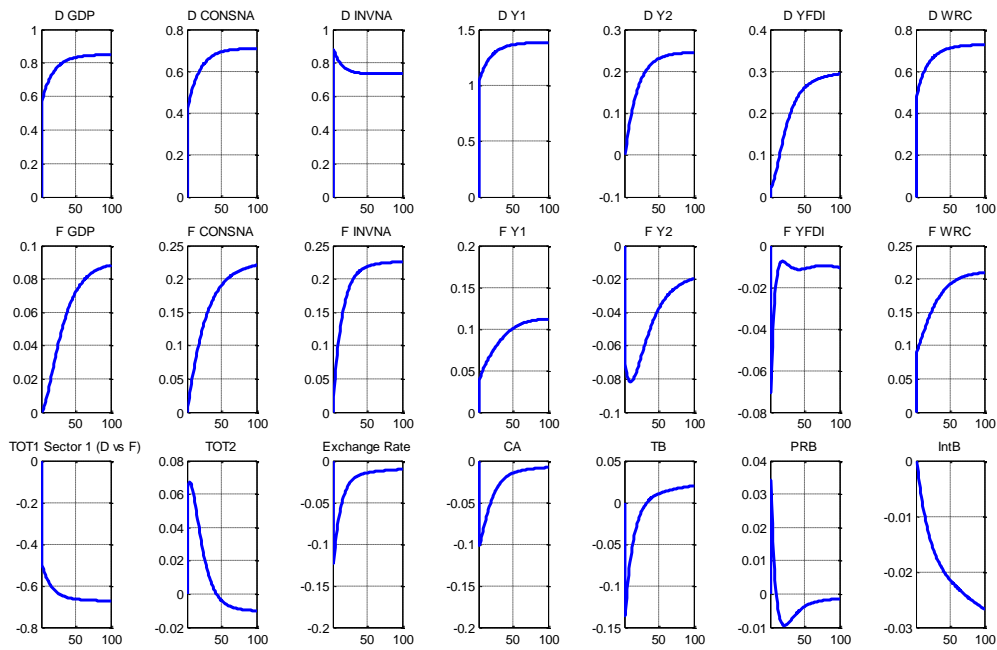 D GDP D CONSNA D INVNA D Y1 D Y2 D YFDI D WRC
1 0.8 1 1.5 0.3 0.4 0.8
0.8 0.6 0.8 1 0.2 0.3 0.6
0.6 0.4 0.6 0.5 0.1 0.2 0.4
0.4 0.2 0.4 0 0 0.1 0.2
0.2 0 0.2 -0.1 0 0
0 0
50 100 50 100 50 100 50 100 50 100 50 100 50 100
F GDP F CONSNA F INVNA F Y1 F Y2 F YFDI F WRC
0.1 0.25 0.25 0.2 0 0 0.25
0.08 0.2 0.2 0.15 -0.02 -0.02 0.2
0.06 0.15 0.15 0.1 -0.04 -0.04 0.15
0.04 0.1 0.1 0.05 -0.06 -0.06 0.1
0.02 0.05 0.05 0 -0.08 -0.08 0.05
0 0 0 -0.1 0
50 100 50 100 50 100 50 100 50 100 50 100 50 100
TOT1 Sector 1 (D vs F) TOT2 Exchange Rate CA TB PRB IntB
0 0.08 0 0 0.05 0.04 0
-0.2 0.06 -0.05 -0.05 0 0.03 -0.01
-0.4 0.04 -0.1 -0.1 -0.05 0.02 -0.02
-0.6 0.02 -0.15 -0.15 -0.1 0.01 -0.03
-0.8 0 -0.2 -0.2 -0.15 0
-0.02 -0.01
50 100 50 100 50 100 50 100 50 100 50 100 50 100